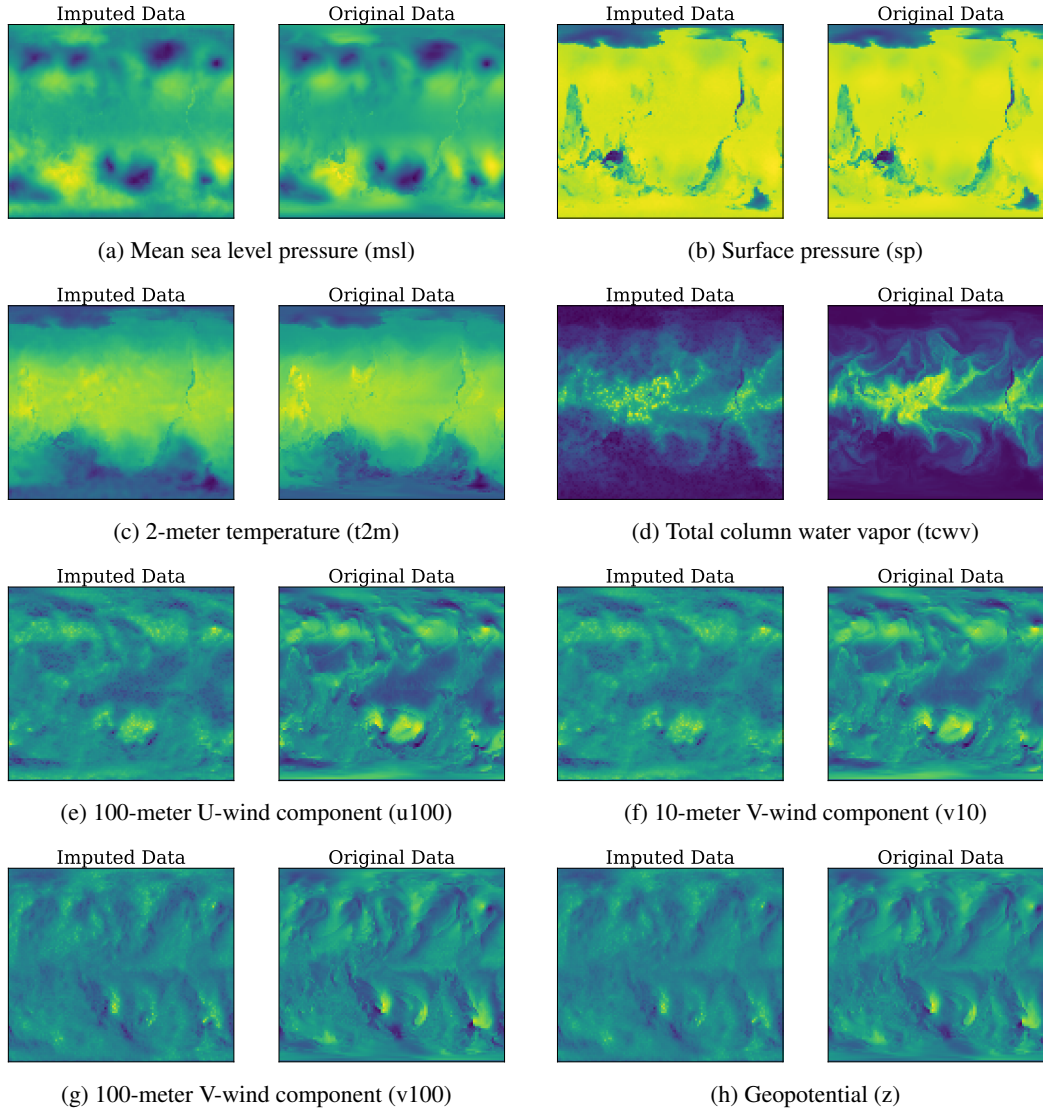 Imputed Data
Original Data
Imputed Data
Original Data
(a) Mean sea level pressure (msl)
(b) Surface pressure (sp)
Imputed Data
Original Data
Imputed Data
Original Data
(c) 2-meter temperature (t2m)
(d) Total column water vapor (tcwv)
Imputed Data
Original Data
Imputed Data
Original Data
(e) 100-meter U-wind component (u100)
(f) 10-meter V-wind component (v10)
Imputed Data
Original Data
Imputed Data
Original Data
(g) 100-meter V-wind component (v100)
(h) Geopotential (z)